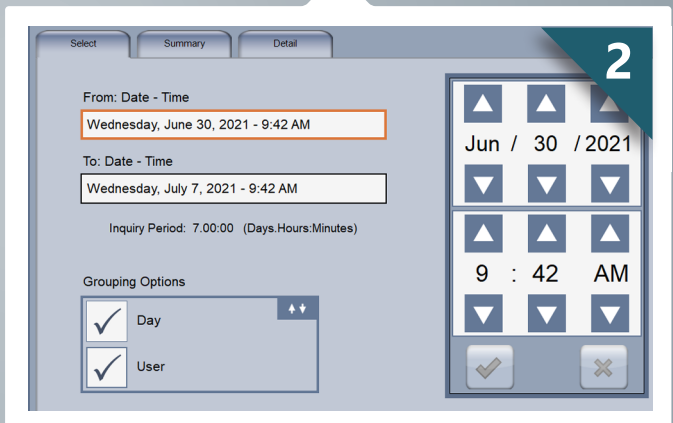 Select Summary Detail
2
From: Date - Time
Wednesday, June 30, 2021 - 9:42 AM
To: Date - Time
Wednesday, July 7, 2021 - 9:42 AM
Inquiry Period: 7.00:00 (Days.Hours:Minutes)
Grouping Options
Day
User
Jun / 30 / 2021
9 : 42 AM